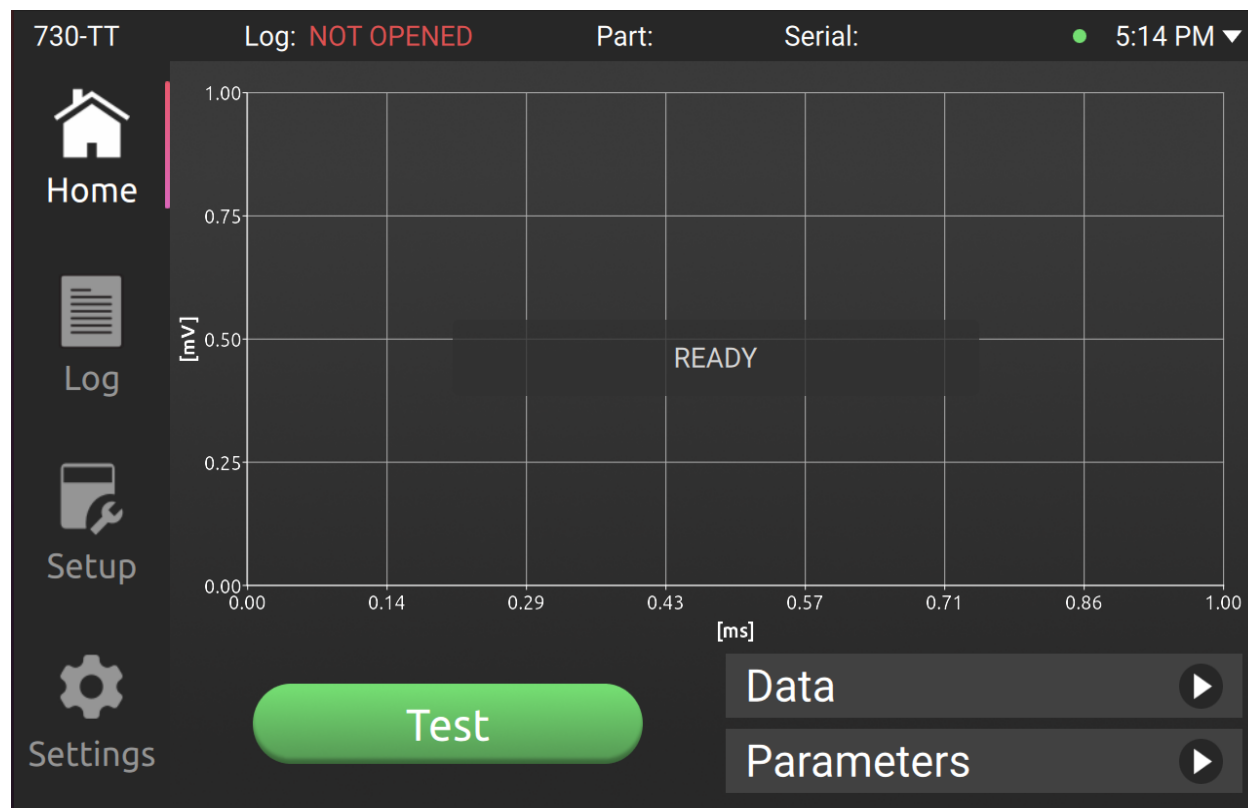 730-TT Log: NOT OPENED Part: Serial: 5:14 PM
Home
Log
Setup
Settings
1.00
0.75
0.50
0.25
0.00
[mV]
READY
0.00 0.14 0.29 0.43 0.57 0.71 0.86 1.00
[ms]
Test
Data
Parameters